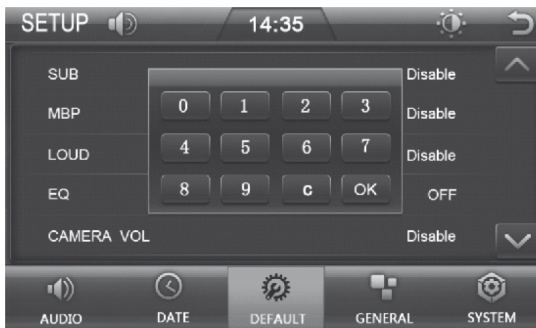 SETUP 14:35
SUB Disable
0 1 2 3
MBP Disable
4 5 6 7
LOUD Disable
8 9 C OK
EQ OFF
CAMERA VOL Disable
AUDIO DATE DEFAULT GENERAL SYSTEM